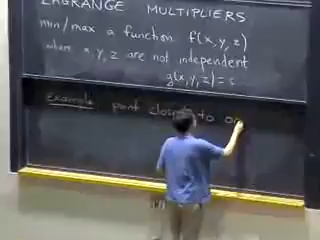 LAGRANGE MULTIPLIERS
min/max a function f(x,y,z)
where x,y,z are not independent
g(x,y,z) = c
example: point closest to o